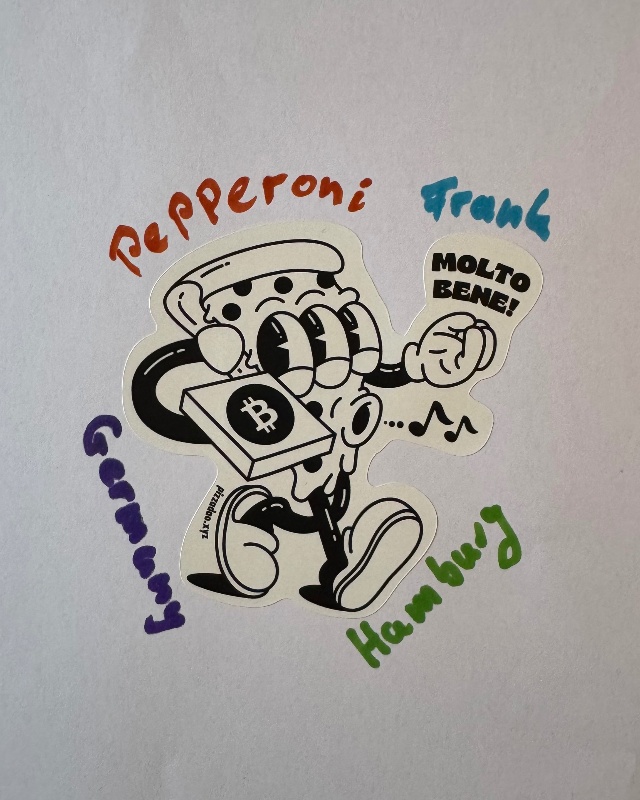 Pepperoni
Frank
MOLTO
BENE!
₿
pizzadao.xyz
Germany
Hamburg